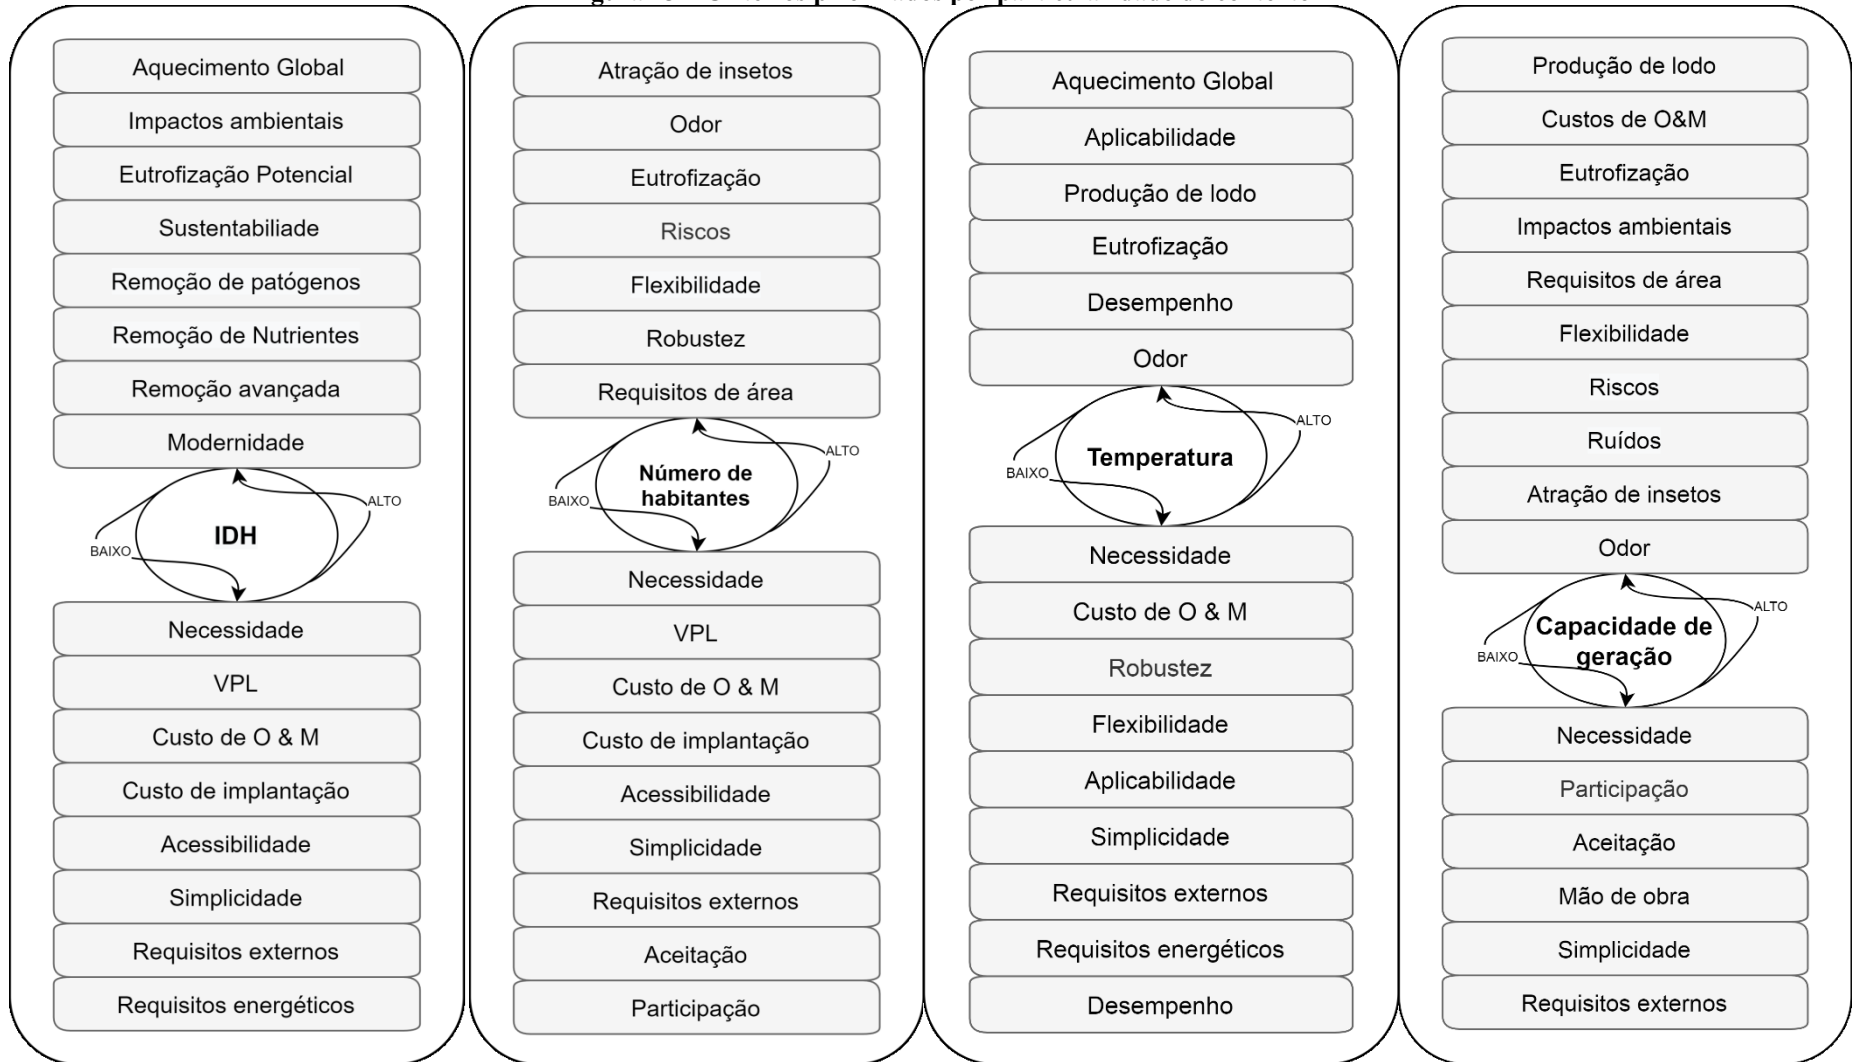 Aquecimento Global
Impactos ambientais
Eutrofização Potencial
Sustentabiliade
Remoção de patógenos
Remoção de Nutrientes
Remoção avançada
Modernidade
ALTO
IDH
BAIXO
Necessidade
VPL
Custo de O & M
Custo de implantação
Acessibilidade
Simplicidade
Requisitos externos
Requisitos energéticos
Atração de insetos
Odor
Eutrofização
Riscos
Flexibilidade
Robustez
Requisitos de área
ALTO
Número de
habitantes
BAIXO
Necessidade
VPL
Custo de O & M
Custo de implantação
Acessibilidade
Simplicidade
Requisitos externos
Aceitação
Participação
Aquecimento Global
Aplicabilidade
Produção de lodo
Eutrofização
Desempenho
Odor
ALTO
Temperatura
BAIXO
Necessidade
Custo de O & M
Robustez
Flexibilidade
Aplicabilidade
Simplicidade
Requisitos externos
Requisitos energéticos
Desempenho
Produção de lodo
Custos de O&M
Eutrofização
Impactos ambientais
Requisitos de área
Flexibilidade
Riscos
Ruídos
Atração de insetos
Odor
ALTO
Capacidade de
geração
BAIXO
Necessidade
Participação
Aceitação
Mão de obra
Simplicidade
Requisitos externos